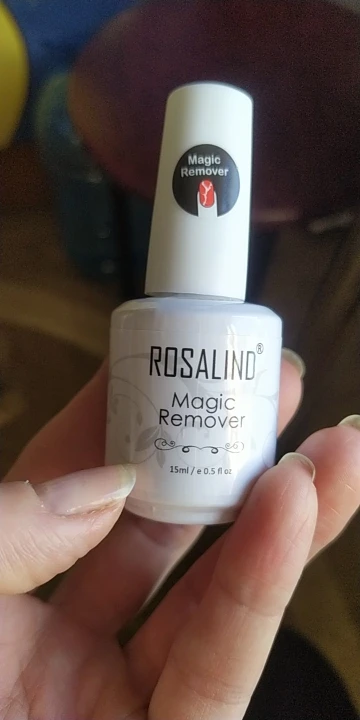 Magic
Remover
ROSALIND®
Magic
Remover
15ml / e 0.5 fl oz